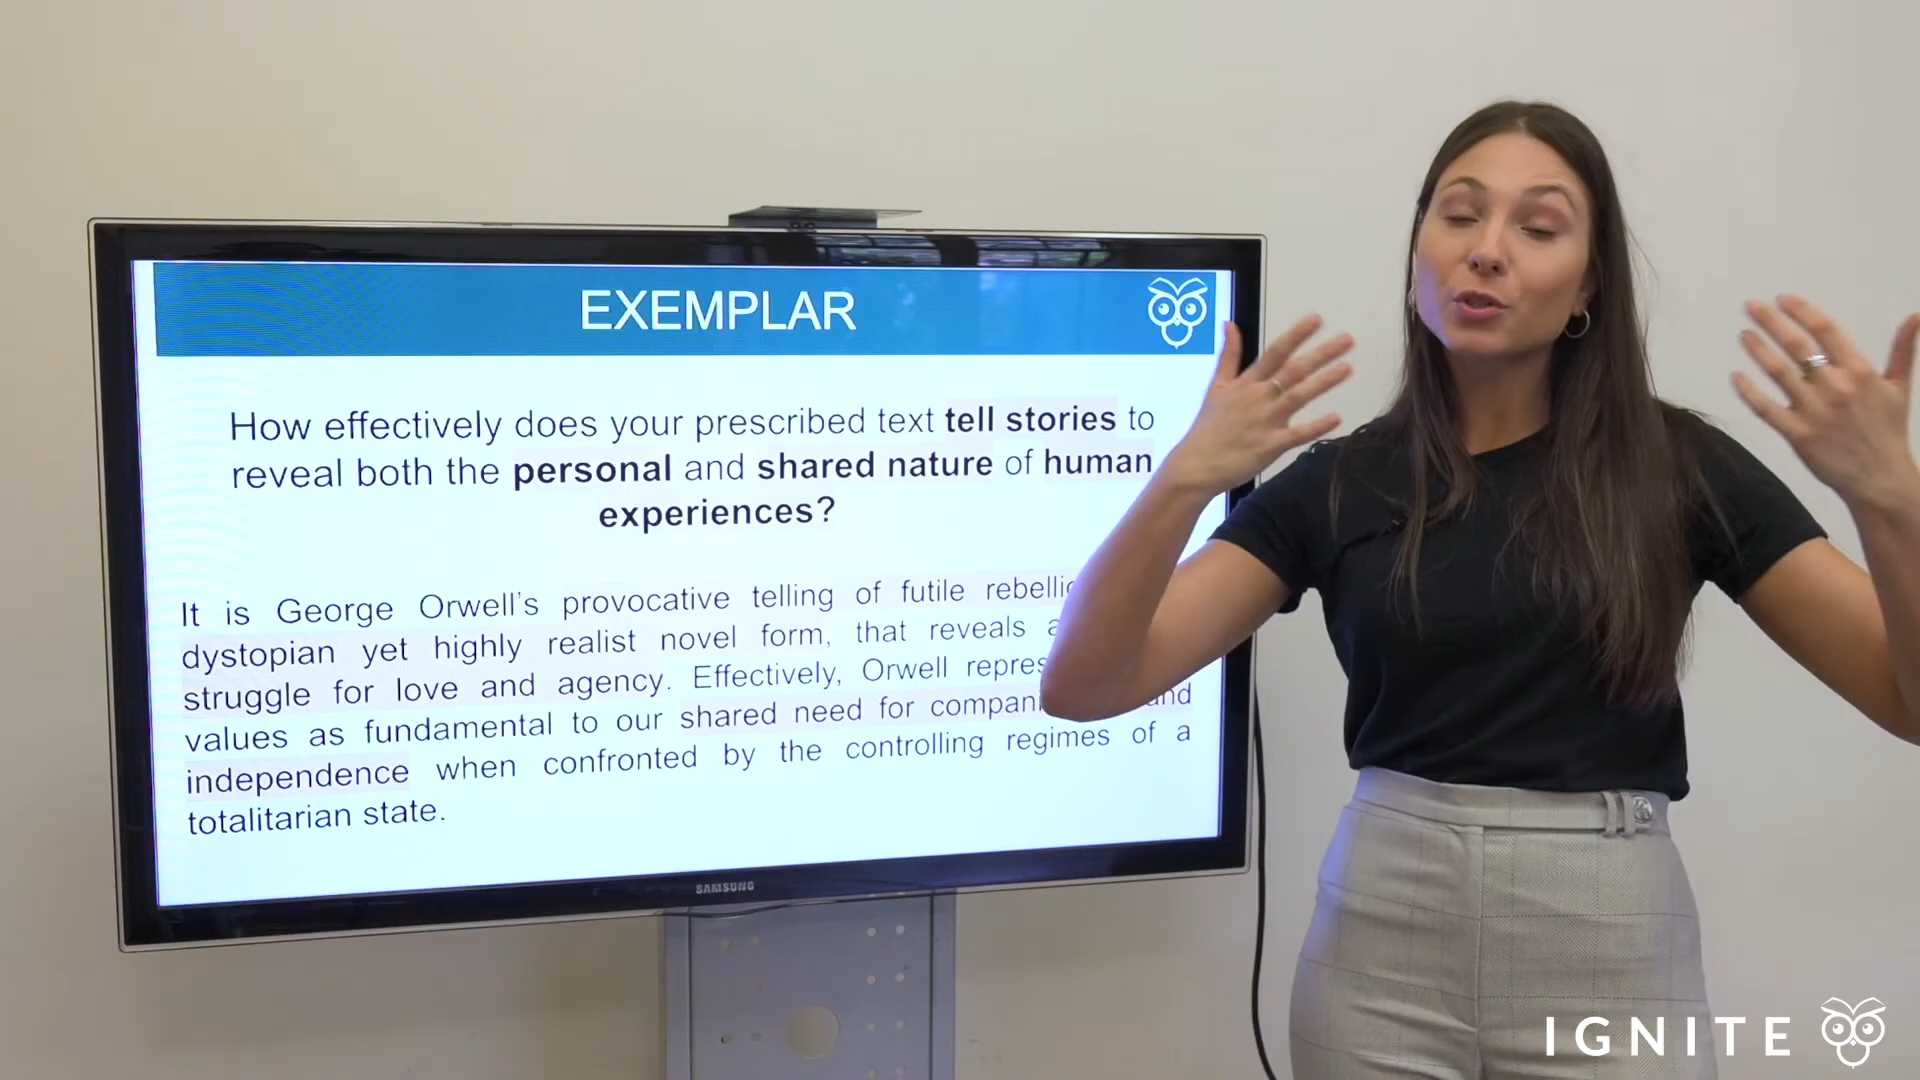 EXEMPLAR
How effectively does your prescribed text tell stories to
reveal both the personal and shared nature of human
experiences?
It is George Orwell's provocative telling of futile
dystopian yet highly realist novel form, that reveals
struggle for love and agency. Effectively, Orwell
values as fundamental to our shared need for and
independence when confronted by the controlling regimes of a
totalitarian state.
SAMSUNG
IGNITE